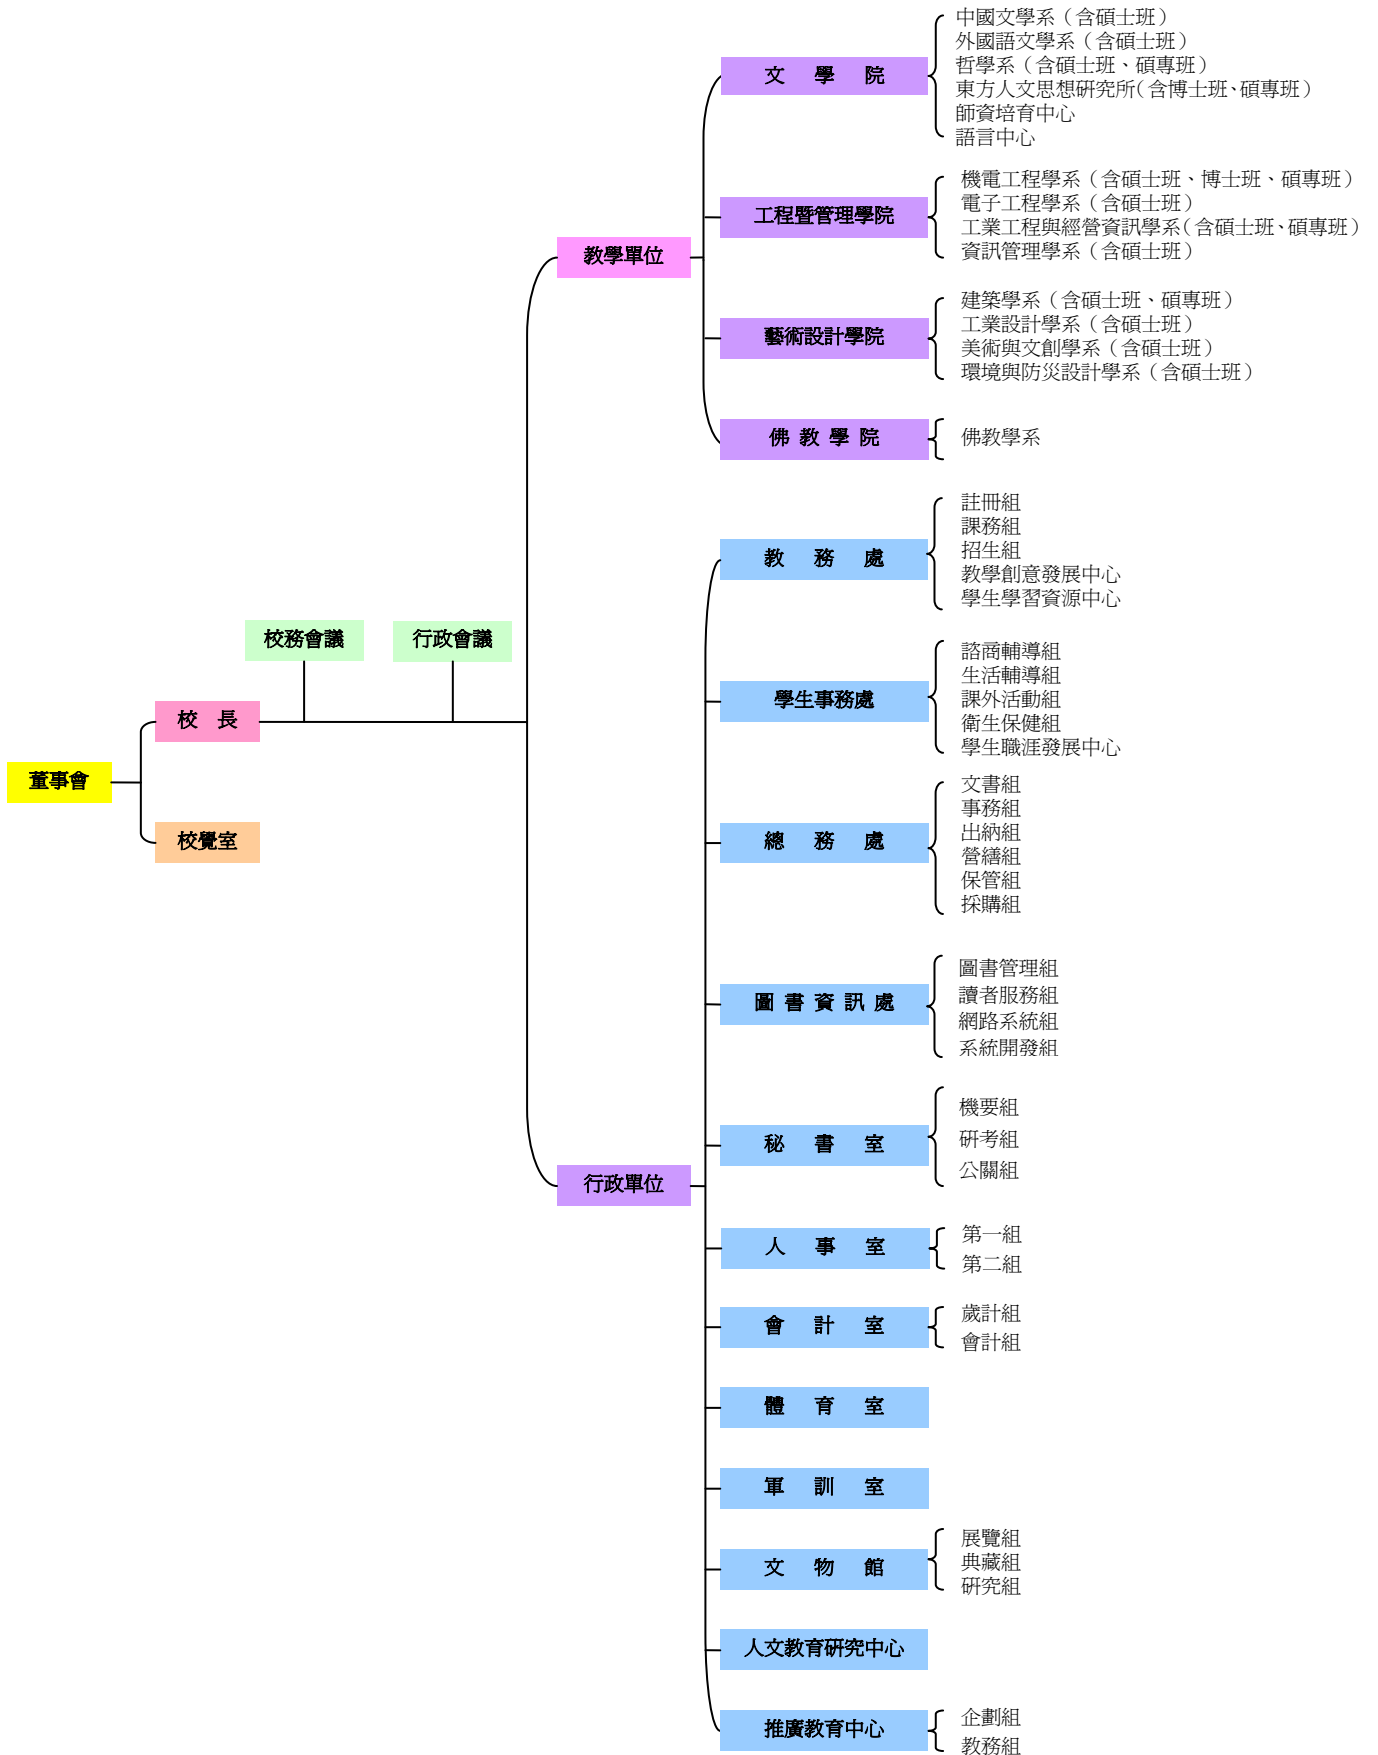 董事會
校　長
校覺室
校務會議
行政會議
教學單位
文　學　院
中國文學系（含碩士班）
外國語文學系（含碩士班）
哲學系（含碩士班、碩專班）
東方人文思想研究所（含博士班、碩專班）
師資培育中心
語言中心
工程暨管理學院
機電工程學系（含碩士班、博士班、碩專班）
電子工程學系（含碩士班）
工業工程與經營資訊學系（含碩士班、碩專班）
資訊管理學系（含碩士班）
藝術設計學院
建築學系（含碩士班、碩專班）
工業設計學系（含碩士班）
美術與文創學系（含碩士班）
環境與防災設計學系（含碩士班）
佛 教 學 院
佛教學系
行政單位
教　務　處
註冊組
課務組
招生組
教學創意發展中心
學生學習資源中心
學生事務處
諮商輔導組
生活輔導組
課外活動組
衛生保健組
學生職涯發展中心
總　務　處
文書組
事務組
出納組
營繕組
保管組
採購組
圖 書 資 訊 處
圖書管理組
讀者服務組
網路系統組
系統開發組
秘　書　室
機要組
研考組
公關組
人　事　室
第一組
第二組
會　計　室
歲計組
會計組
體　育　室
軍　訓　室
文　物　館
展覽組
典藏組
研究組
人文教育研究中心
推廣教育中心
企劃組
教務組